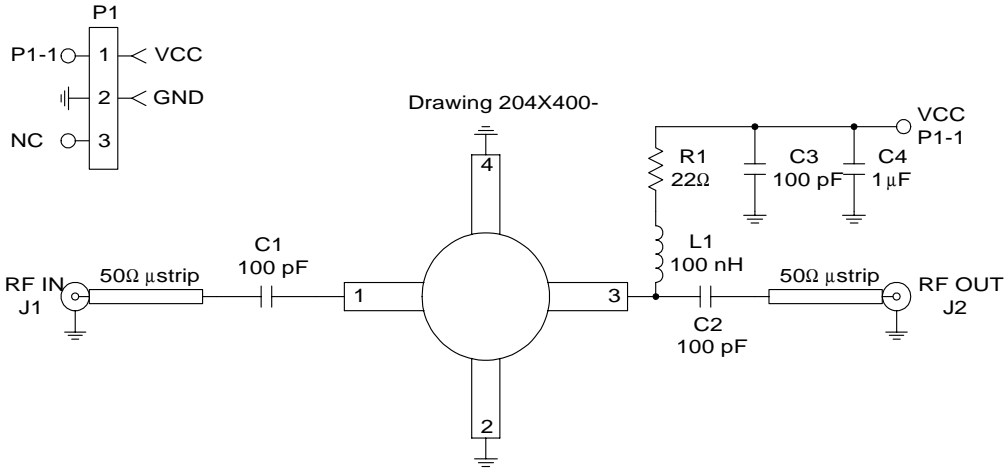 P1
P1-1
1
VCC
2
GND
NC
3
Drawing 204X400-
4
VCC
P1-1
R1
22Ω
C3
100 pF
C4
1 µF
L1
100 nH
C1
100 pF
RF IN
J1
50Ω µstrip
1
3
C2
100 pF
50Ω µstrip
RF OUT
J2
2